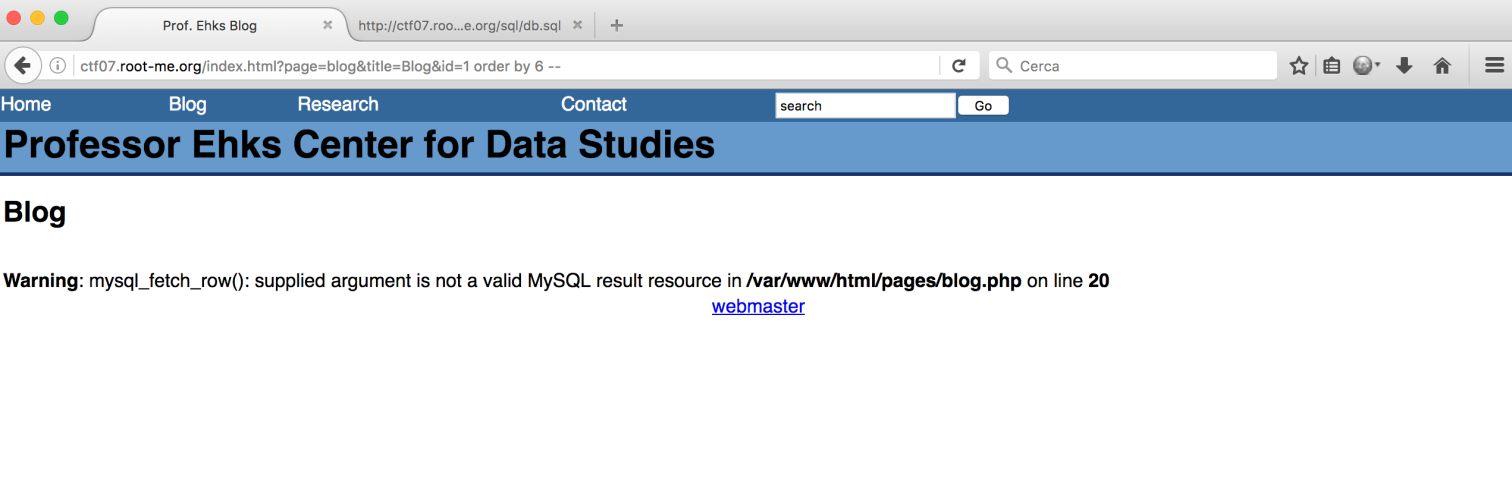 Prof. Ehks Blog
http://ctf07.roo...e.org/sql/db.sql
ctf07.root-me.org/index.html?page=blog&title=Blog&id=1 order by 6 --
Cerca
Home Blog Research Contact search Go
Professor Ehks Center for Data Studies
Blog
Warning: mysql_fetch_row(): supplied argument is not a valid MySQL result resource in /var/www/html/pages/blog.php on line 20
webmaster